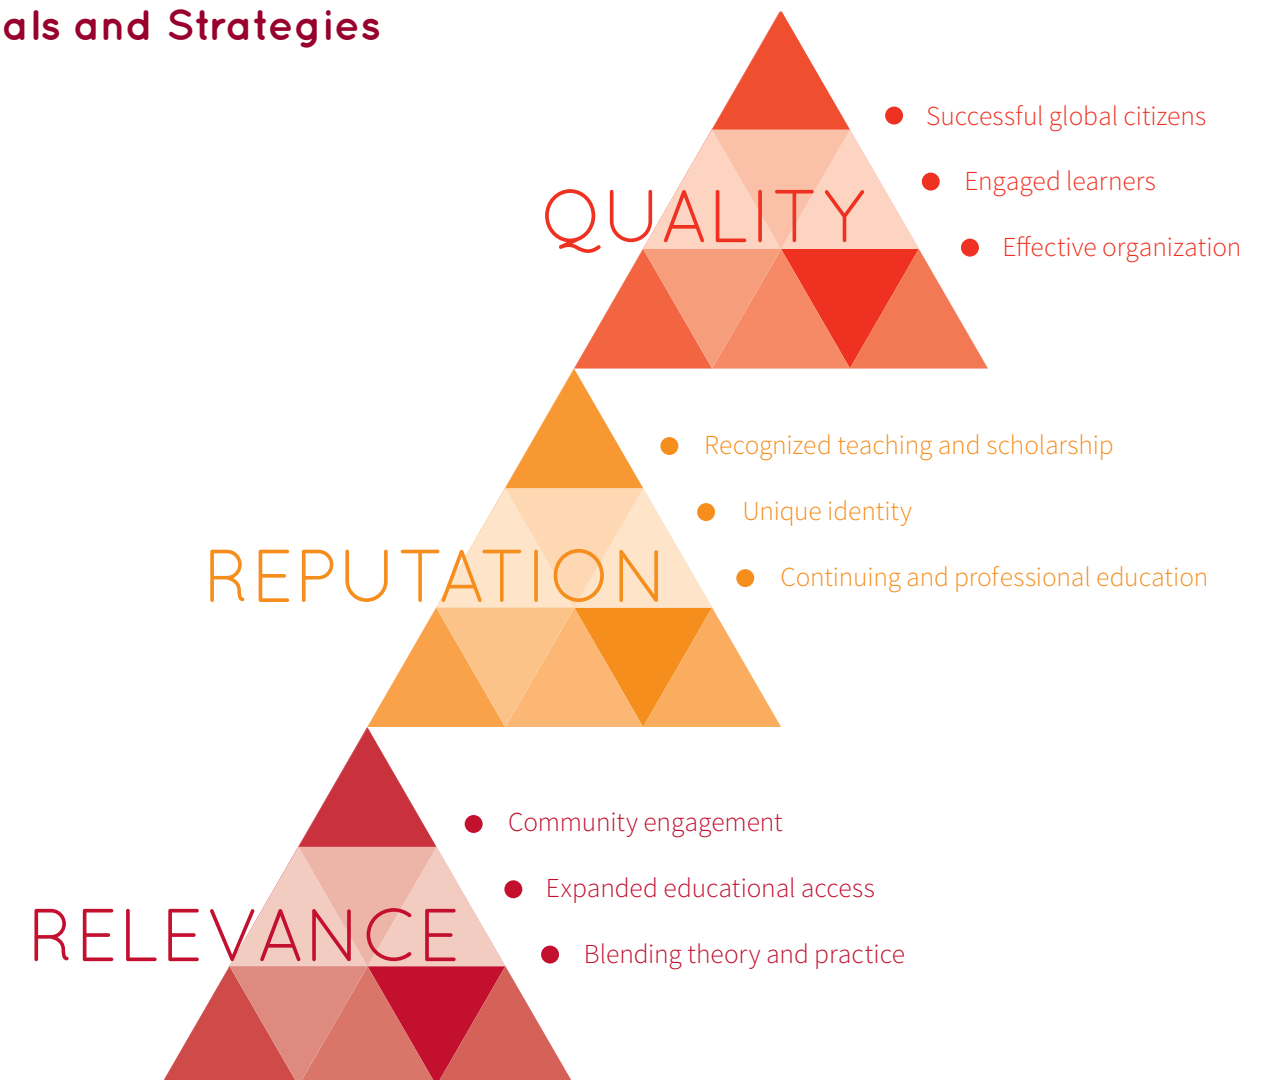 als and Strategies
Successful global citizens
Engaged learners
QUALITY
Effective organization
Recognized teaching and scholarship
Unique identity
REPUTATION
Continuing and professional education
Community engagement
Expanded educational access
RELEVANCE
Blending theory and practice